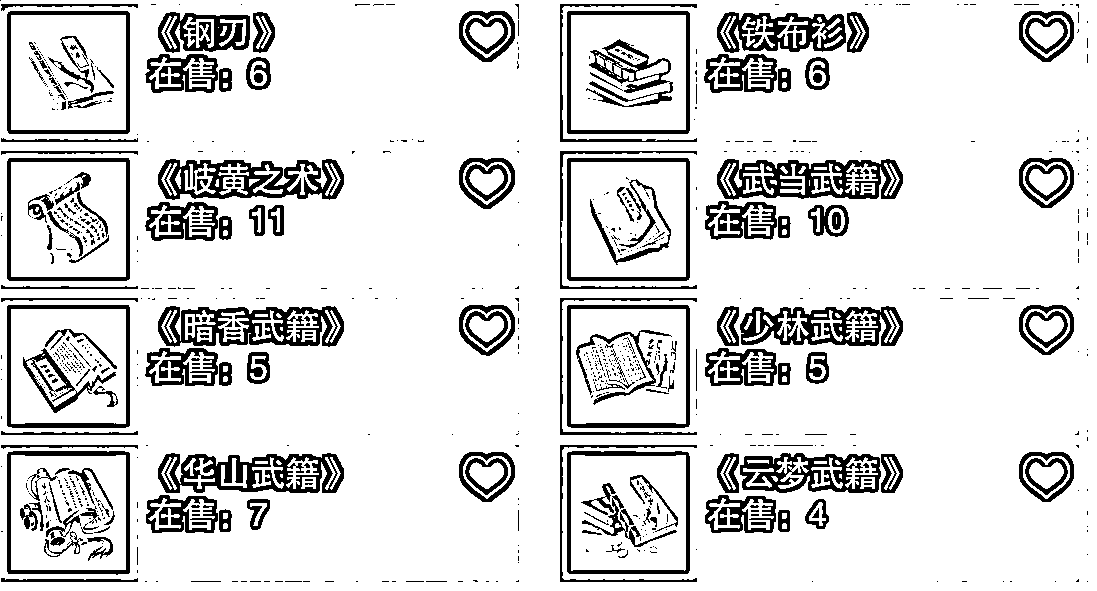 《钢刃》
在售：6
《铁布衫》
在售：6
《岐黄之术》
在售：11
《武当武籍》
在售：10
《暗香武籍》
在售：5
《少林武籍》
在售：5
《华山武籍》
在售：7
《云梦武籍》
在售：4